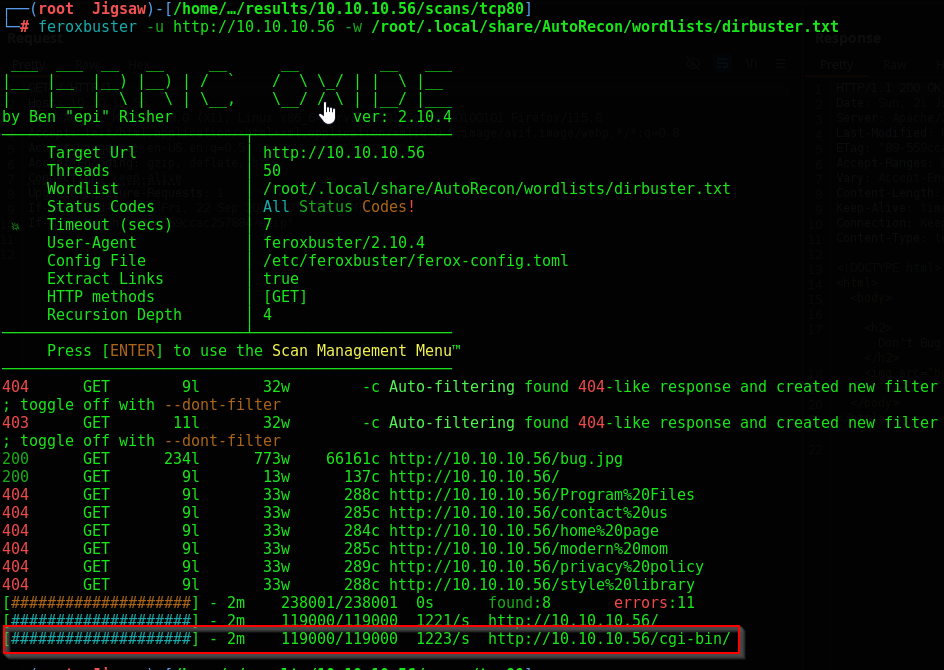 ┌──(root Jigsaw)-[/home/…/results/10.10.10.56/scans/tcp80]
└─# feroxbuster -u http://10.10.10.56 -w /root/.local/share/AutoRecon/wordlists/dirbuster.txt
FERRIC OXIDE
by Ben "epi" Risher ver: 2.10.4
Target Url │ http://10.10.10.56
Threads │ 50
Wordlist │ /root/.local/share/AutoRecon/wordlists/dirbuster.txt
Status Codes │ All Status Codes!
Timeout (secs) │ 7
User-Agent │ feroxbuster/2.10.4
Config File │ /etc/feroxbuster/ferox-config.toml
Extract Links │ true
HTTP methods │ [GET]
Recursion Depth │ 4
Press [ENTER] to use the Scan Management Menu™
404 GET 9l 32w -c Auto-filtering found 404-like response and created new filter
; toggle off with --dont-filter
403 GET 11l 32w -c Auto-filtering found 404-like response and created new filter
; toggle off with --dont-filter
200 GET 234l 773w 66161c http://10.10.10.56/bug.jpg
200 GET 9l 13w 137c http://10.10.10.56/
404 GET 9l 33w 288c http://10.10.10.56/Program%20Files
404 GET 9l 33w 285c http://10.10.10.56/contact%20us
404 GET 9l 33w 284c http://10.10.10.56/home%20page
404 GET 9l 33w 285c http://10.10.10.56/modern%20mom
404 GET 9l 33w 289c http://10.10.10.56/privacy%20policy
404 GET 9l 33w 288c http://10.10.10.56/style%20library
[####################] - 2m 238001/238001 0s found:8 errors:11
[####################] - 2m 119000/119000 1221/s http://10.10.10.56/
[####################] - 2m 119000/119000 1223/s http://10.10.10.56/cgi-bin/